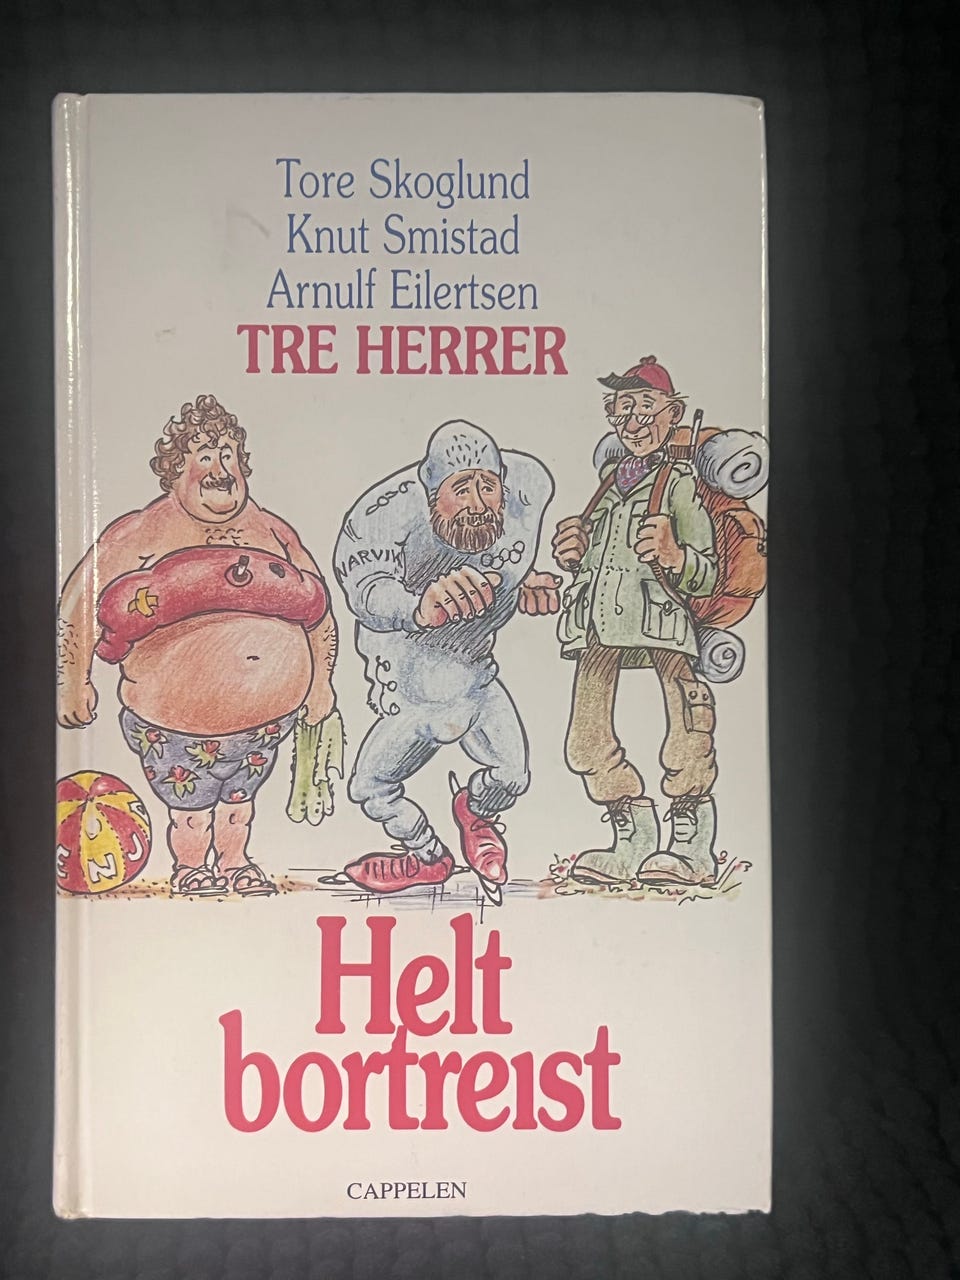 Tore Skoglund
Knut Smistad
Arnulf Eilertsen
TRE HERRER
NARVIK
Helt
bortreist
CAPPELEN